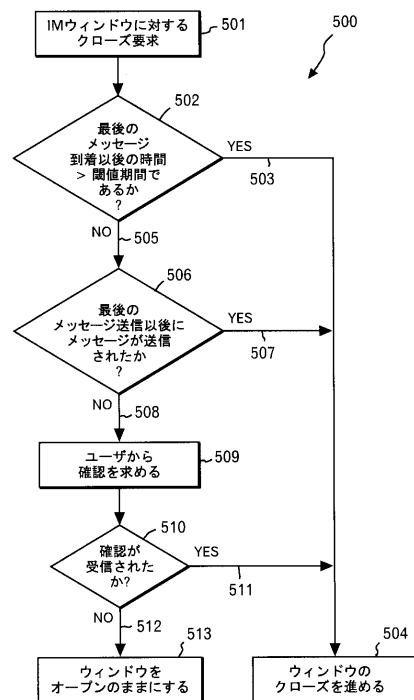 IMウィンドウに対する
クローズ要求
501
500
502
最後の
メッセージ
到着以後の時間
> 閾値期間で
あるか
?
YES
503
NO
505
506
最後の
メッセージ送信以後に
メッセージが送信
されたか
?
YES
507
NO
508
ユーザから
確認を求める
509
510
確認が
受信された
か?
YES
511
NO
512
513
ウィンドウを
オープンのままにする
504
ウィンドウの
クローズを進める